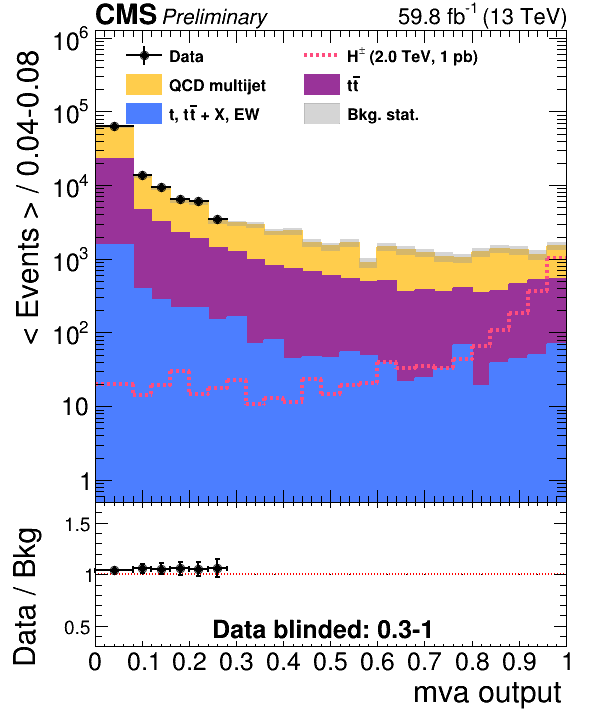 CMS Preliminary 59.8 fb⁻¹ (13 TeV)
< Events > / 0.04-0.08
10⁶
10⁵
10⁴
10³
10²
10
1
Data
H± (2.0 TeV, 1 pb)
QCD multijet
tt̄
t, tt̄ + X, EW
Bkg. stat.
Data / Bkg
1.5
1
0.5
Data blinded: 0.3-1
0 0.1 0.2 0.3 0.4 0.5 0.6 0.7 0.8 0.9 1
mva output